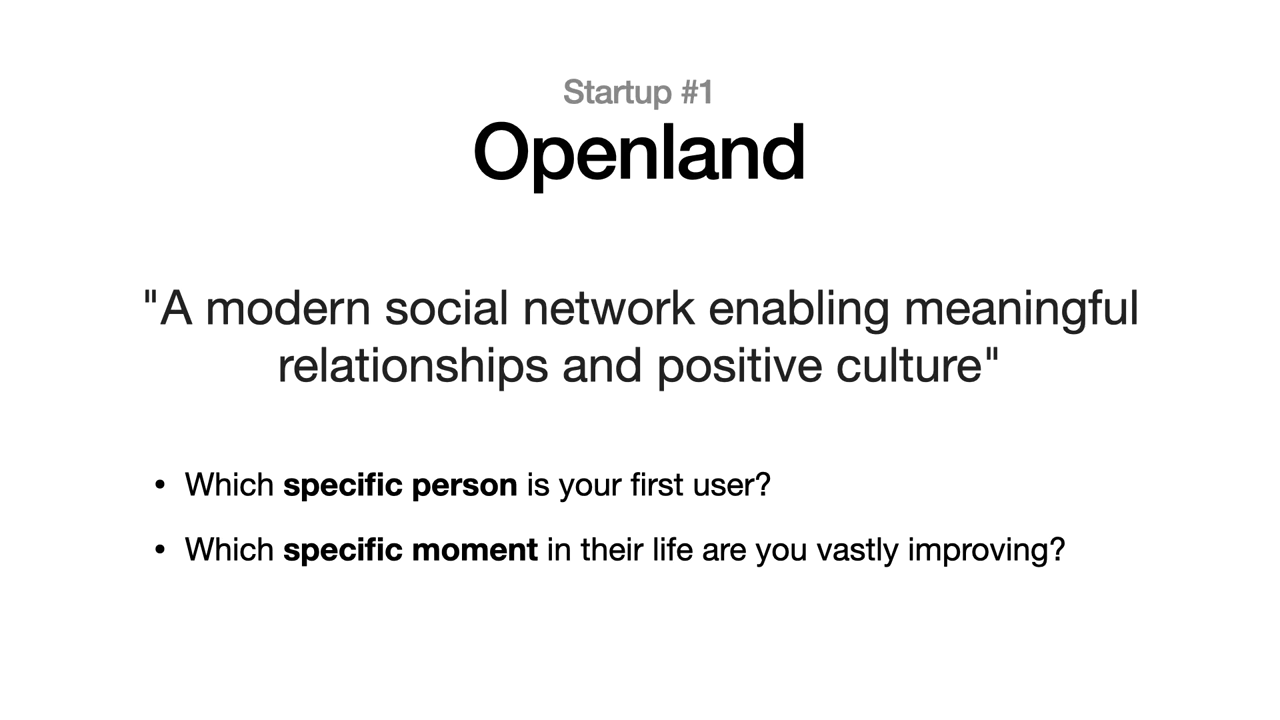 Startup #1
Openland
"A modern social network enabling meaningful
relationships and positive culture"
• Which specific person is your first user?
• Which specific moment in their life are you vastly improving?